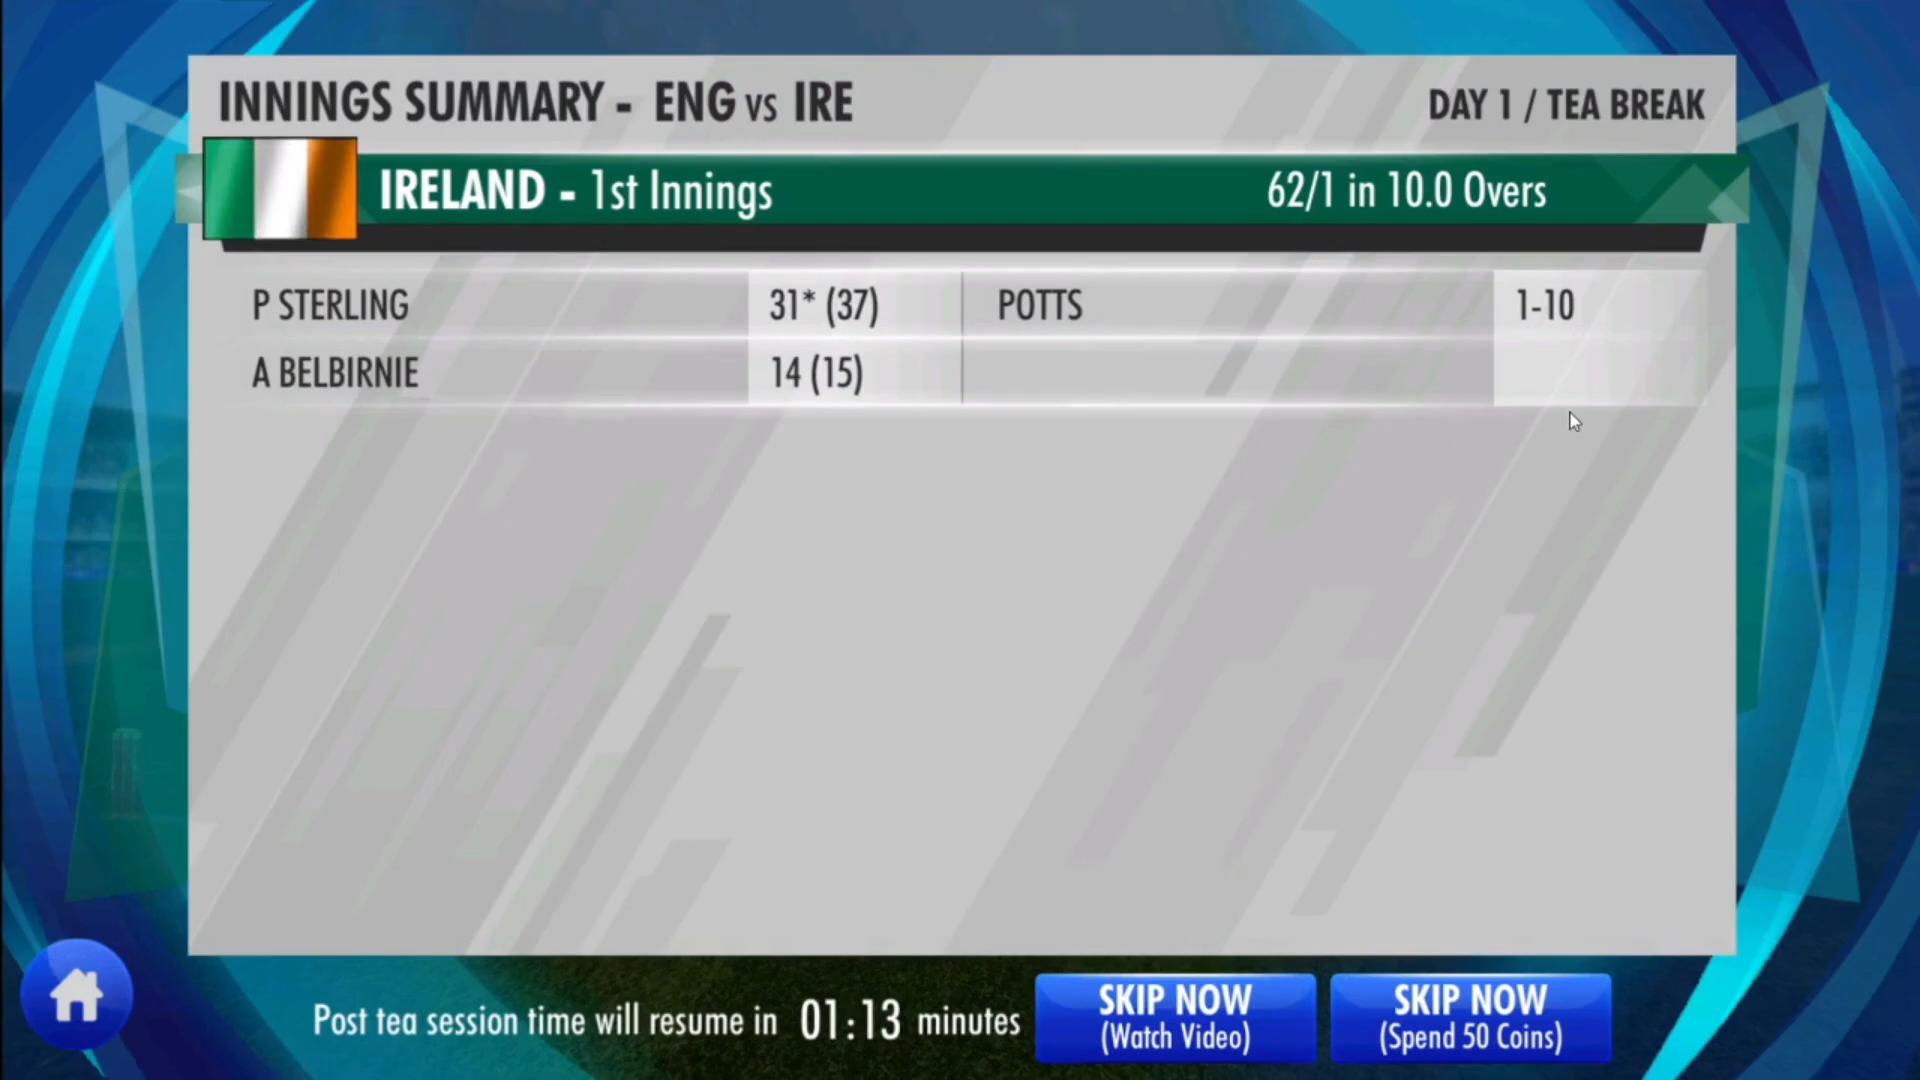 INNINGS SUMMARY - ENG vs IRE
DAY 1 / TEA BREAK
IRELAND - 1st Innings
62/1 in 10.0 Overs
P STERLING 31* (37) POTTS 1-10
A BELBIRNIE 14 (15)
Post tea session time will resume in 01:13 minutes
SKIP NOW
(Watch Video)
SKIP NOW
(Spend 50 Coins)